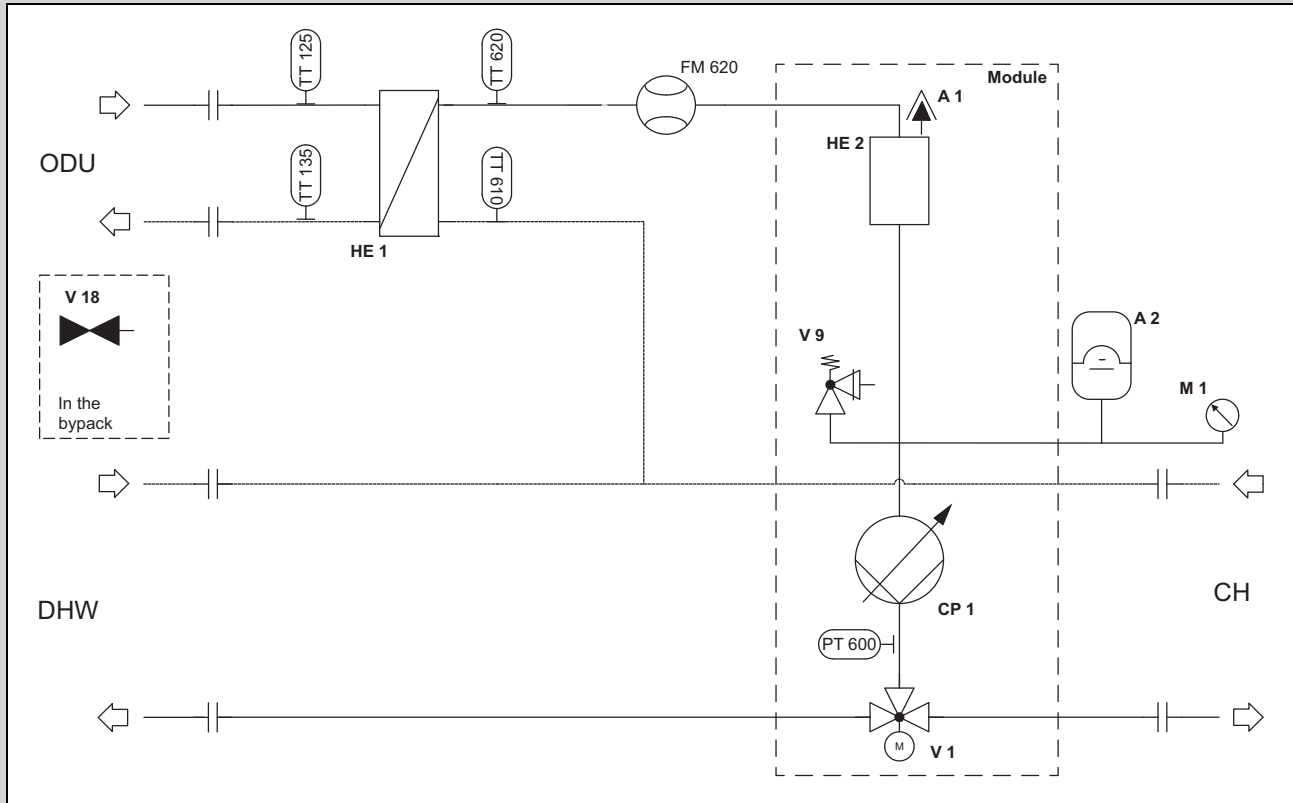 TT 125
TT 620
FM 620
Module
A 1
ODU
TT 135
TT 610
HE 2
HE 1
V 18
In the
bypack
V 9
A 2
M 1
DHW
CP 1
CH
PT 600
M
V 1